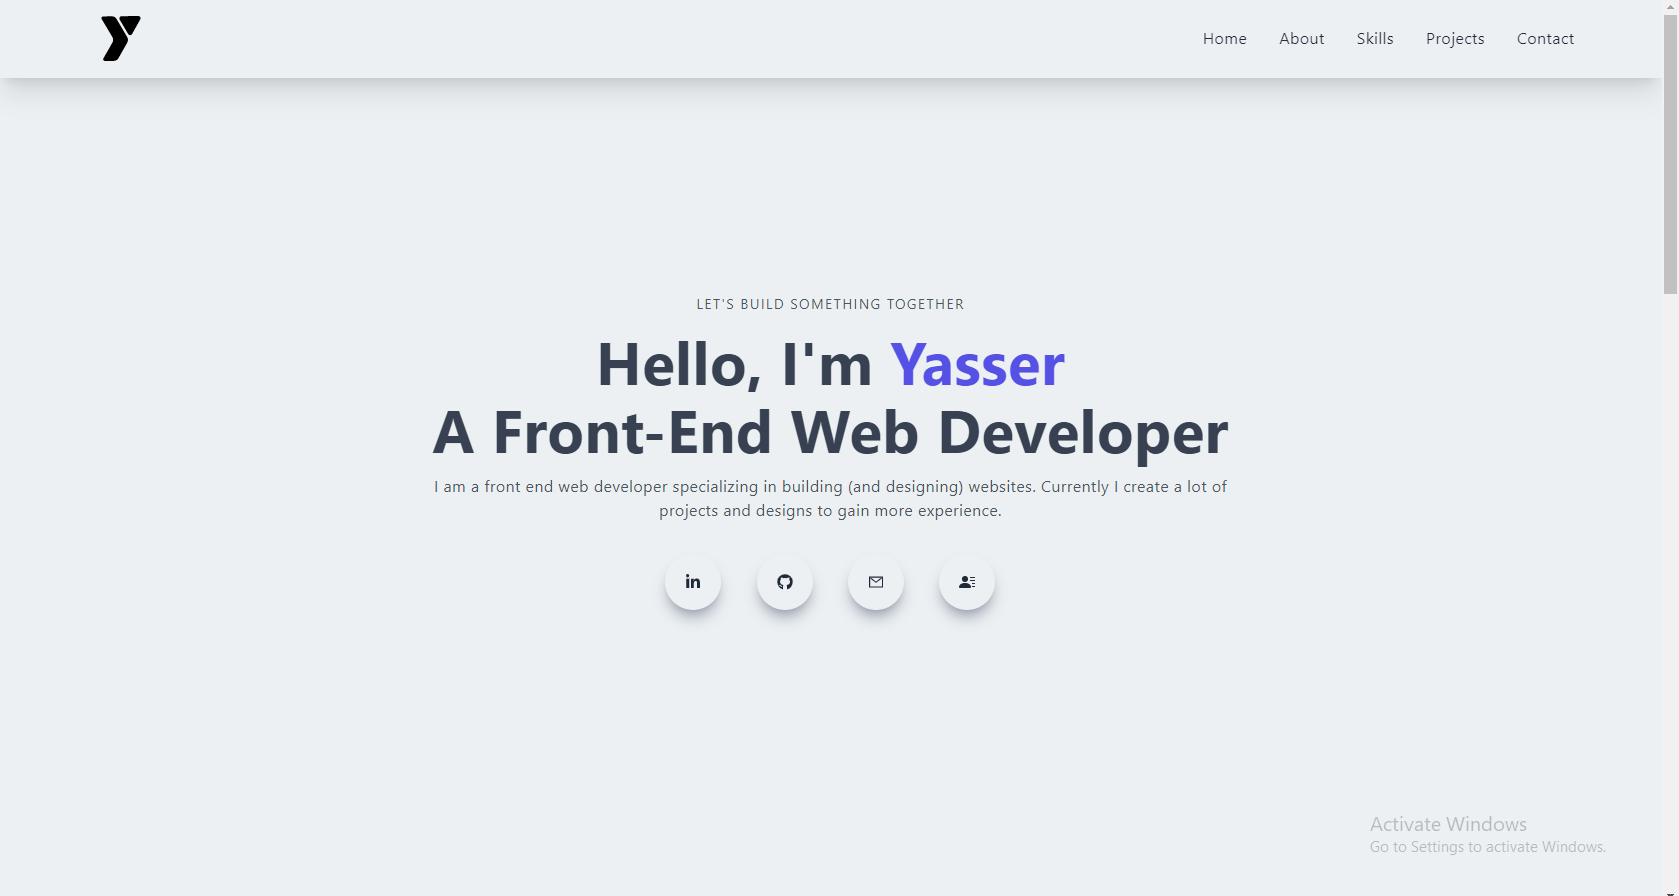 Home About Skills Projects Contact
LET'S BUILD SOMETHING TOGETHER
Hello, I'm Yasser
A Front-End Web Developer
I am a front end web developer specializing in building (and designing) websites. Currently I create a lot of
projects and designs to gain more experience.
in
Activate Windows
Go to Settings to activate Windows.